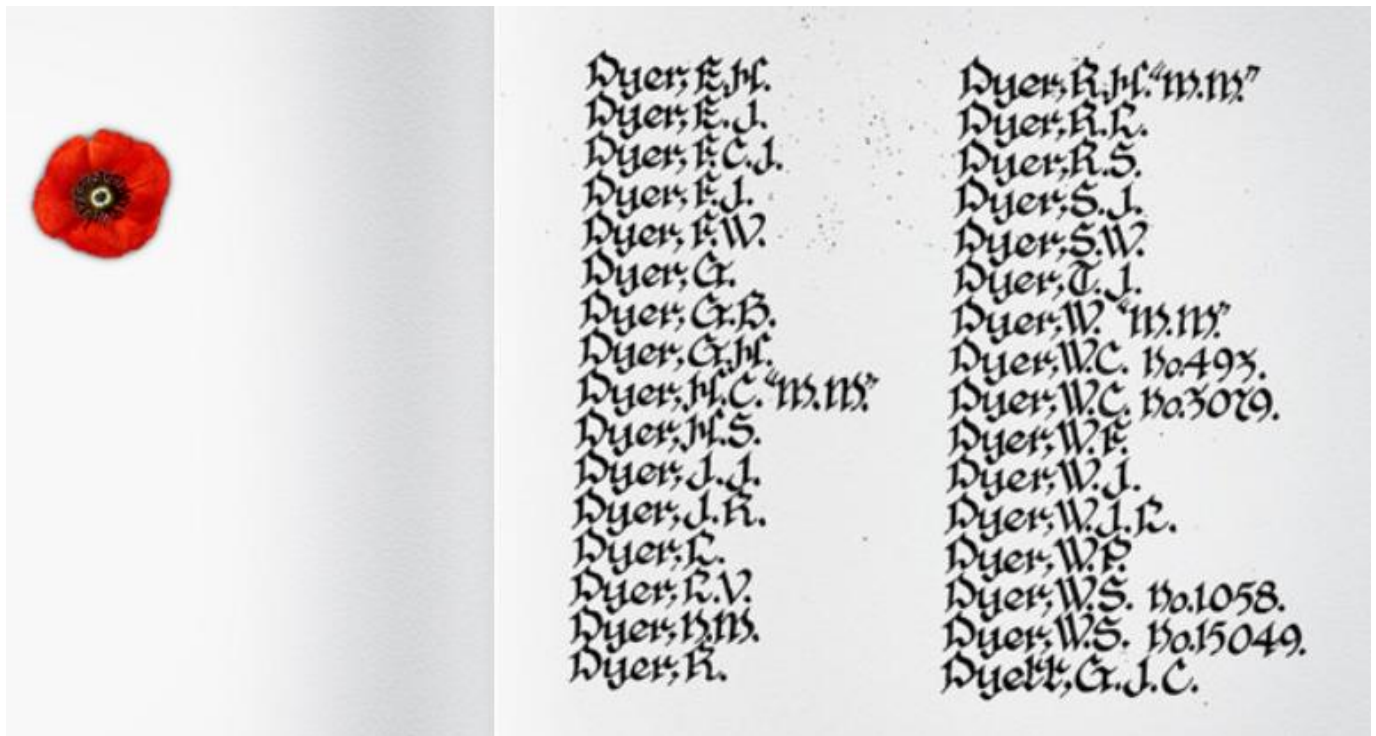 Dyer, E.H.
Dyer, E.J.
Dyer, F.C.J.
Dyer, F.J.
Dyer, F.W.
Dyer, G.
Dyer, G.B.
Dyer, G.H.
Dyer, H.C. "M.M."
Dyer, H.S.
Dyer, J.J.
Dyer, J.R.
Dyer, L.
Dyer, L.V.
Dyer, N.M.
Dyer, R.
Dyer, R.H. "M.M."
Dyer, R.L.
Dyer, R.S.
Dyer, S.J.
Dyer, S.W.
Dyer, T.J.
Dyer, W. "M.M."
Dyer, W.C. No.493.
Dyer, W.C. No.3079.
Dyer, W.F.
Dyer, W.J.
Dyer, W.J.L.
Dyer, W.P.
Dyer, W.S. No.1058.
Dyer, W.S. No.15049.
Dyett, G.J.C.